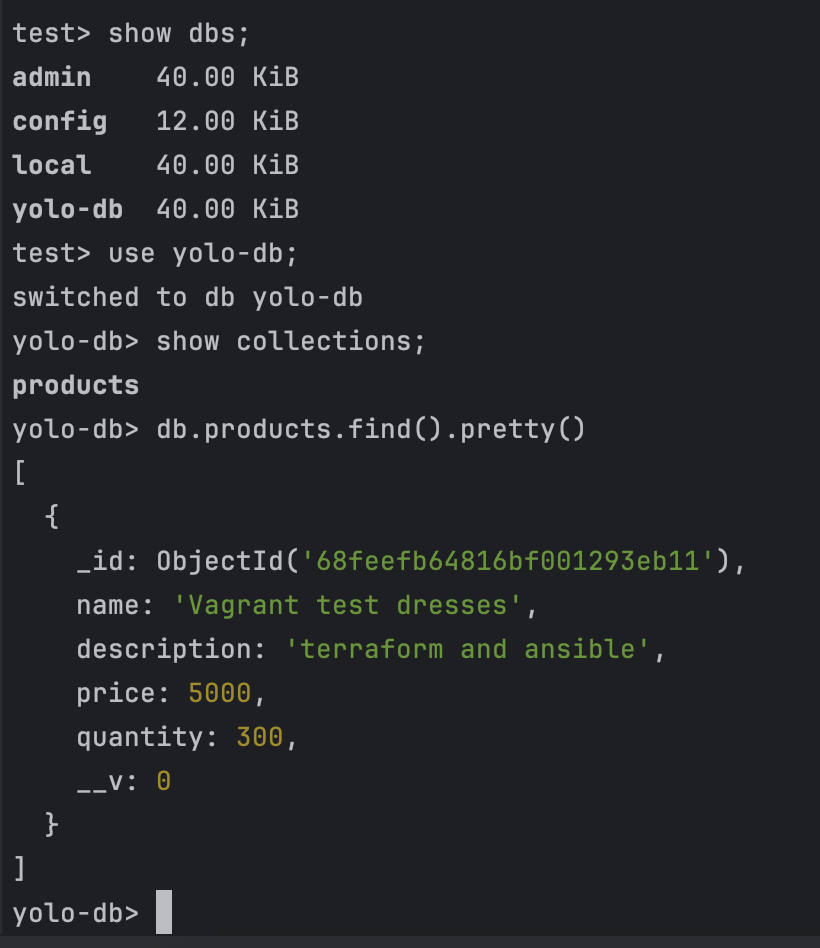 test> show dbs;
admin    40.00 KiB
config   12.00 KiB
local    40.00 KiB
yolo-db  40.00 KiB
test> use yolo-db;
switched to db yolo-db
yolo-db> show collections;
products
yolo-db> db.products.find().pretty()
[
  {
    _id: ObjectId('68feefb64816bf001293eb11'),
    name: 'Vagrant test dresses',
    description: 'terraform and ansible',
    price: 5000,
    quantity: 300,
    __v: 0
  }
]
yolo-db>